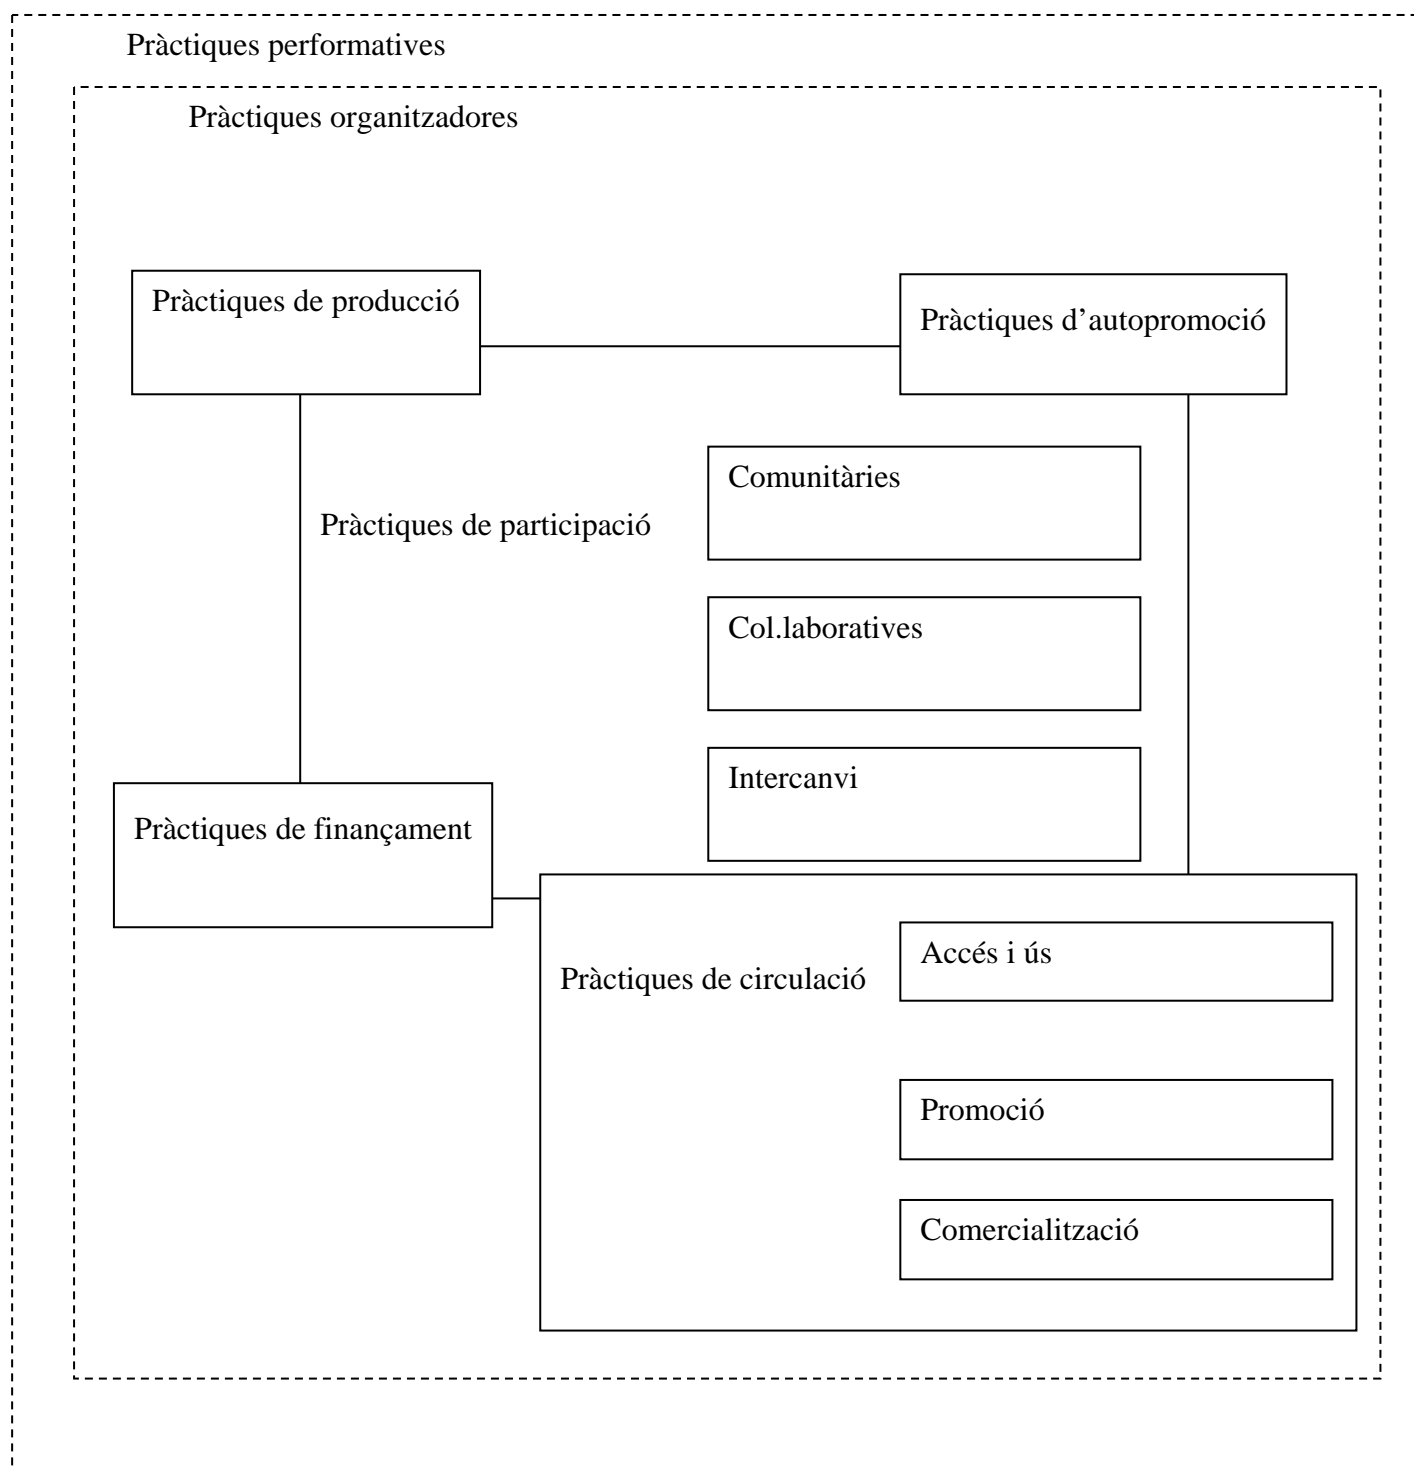 Pràctiques performatives
Pràctiques organitzadores
Pràctiques de producció
Pràctiques d’autopromoció
Comunitàries
Pràctiques de participació
Col.laboratives
Intercanvi
Pràctiques de finançament
Accés i ús
Pràctiques de circulació
Promoció
Comercialització